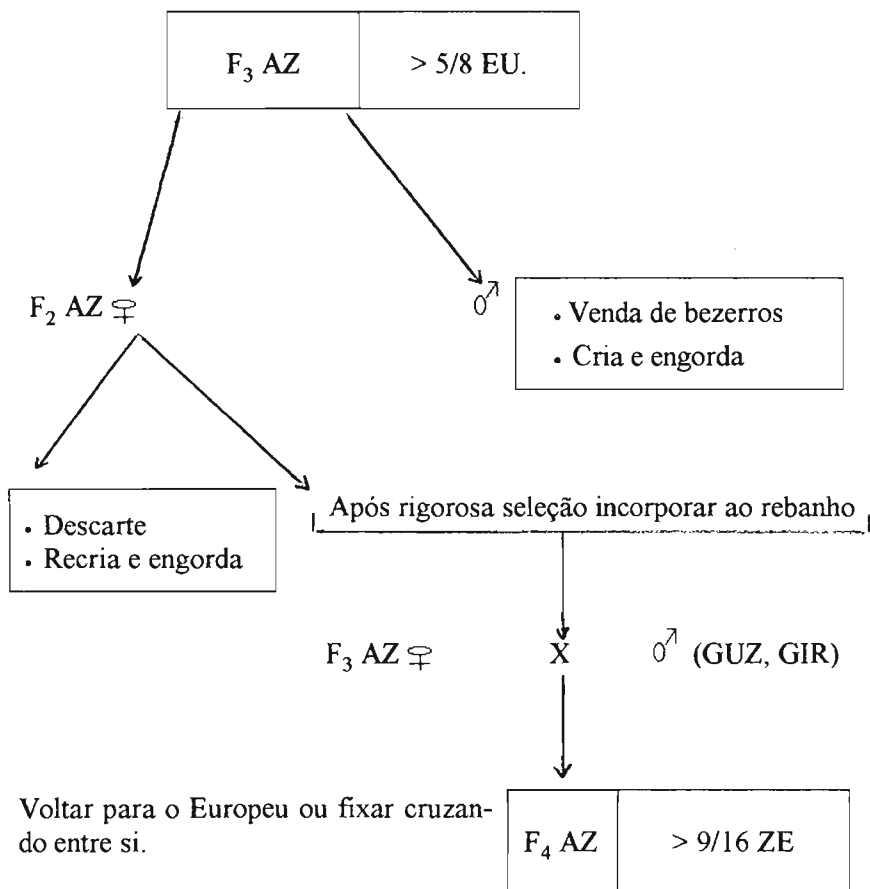 F₃ AZ > 5/8 EU.
F₂ AZ ♀ ♂
• Venda de bezerros
• Cria e engorda
• Descarte
• Recria e engorda
Após rigorosa seleção incorporar ao rebanho
F₃ AZ ♀ X ♂ (GUZ, GIR)
Voltar para o Europeu ou fixar cruzan-
do entre si.
F₄ AZ > 9/16 ZE